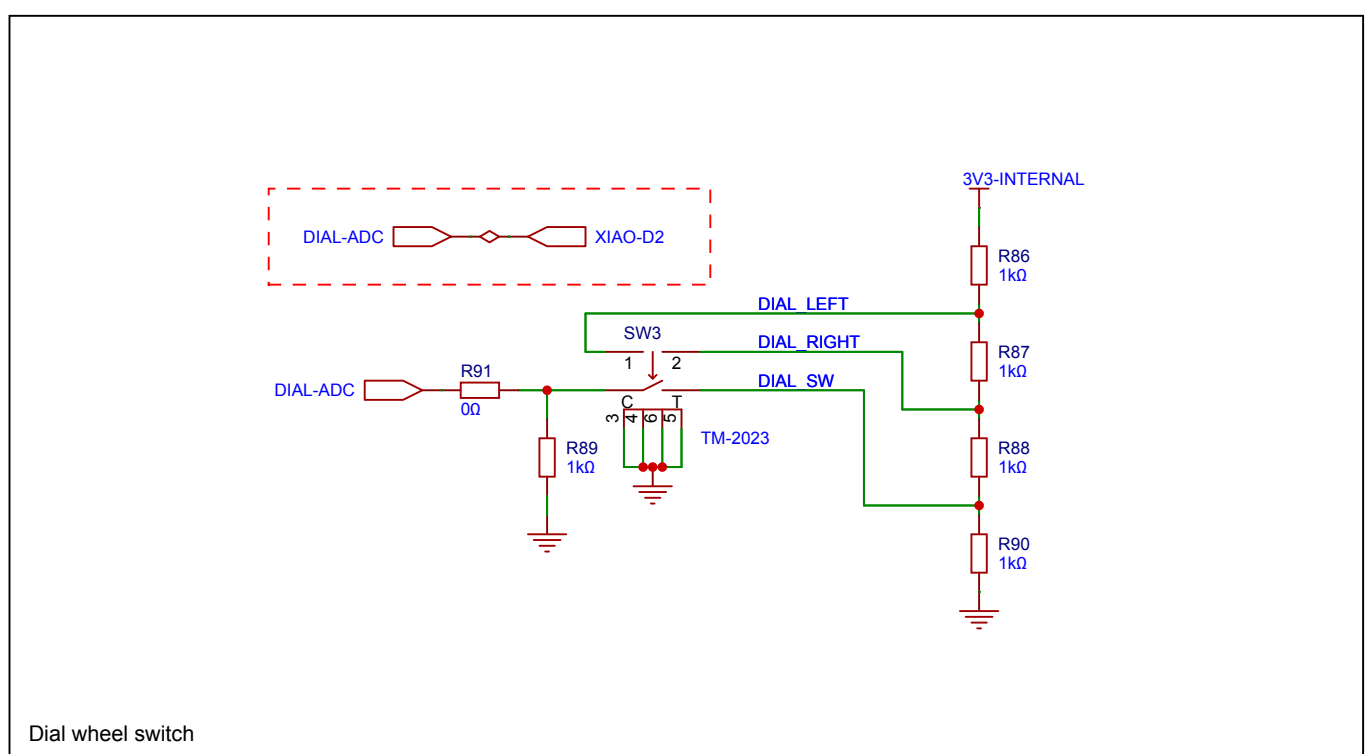 3V3-INTERNAL
DIAL-ADC
XIAO-D2
R86
1kΩ
DIAL_LEFT
SW3
DIAL_RIGHT
1
2
R87
1kΩ
R91
DIAL_SW
DIAL-ADC
0Ω
C
T
3
4
6
5
TM-2023
R89
1kΩ
R88
1kΩ
R90
1kΩ
Dial wheel switch